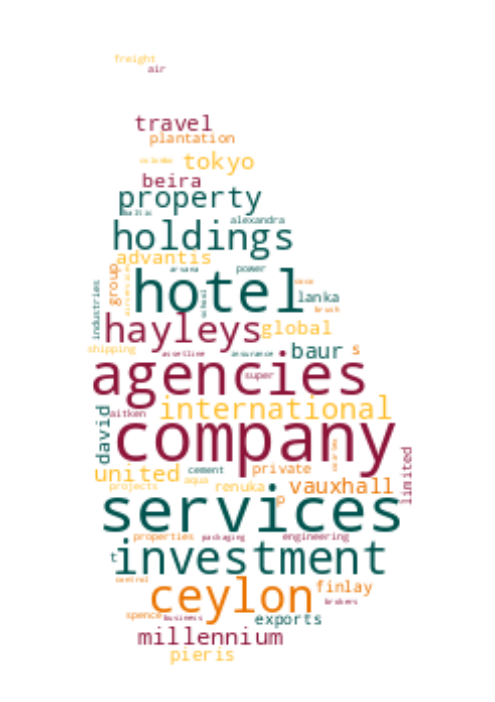 freight
air
travel
plantation
tokyo
beira
property
alexandra
holdings
advantis
power
group
hotel
lanka
industries
hayleys
global
shipping
assetline
insurance
baur s
super
agencies
aitken
international
david
company
limited
united
cement
private
aqua
projects
renuka
vauxhall
p
services
properties
packaging
engineering
t
investment
control
ceylon
finlay
brokers
spence
business
exports
millennium
pieris